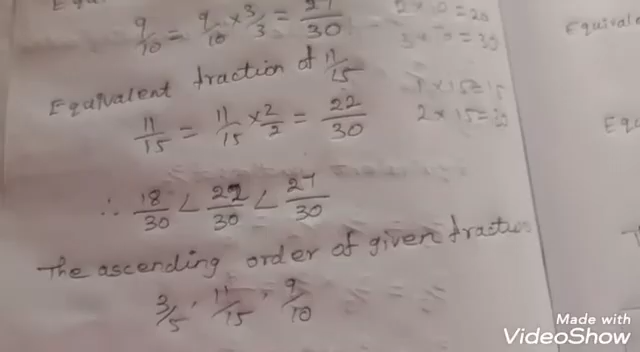 9/10 = 9/10 × 3/3 = 27/30
Equivalent fraction of 11/15
11/15 = 11/15 × 2/2 = 22/30
∴ 18/30 < 22/30 < 27/30
The ascending order of given
3/5, 11/15, 9/10
Made with
VideoShow